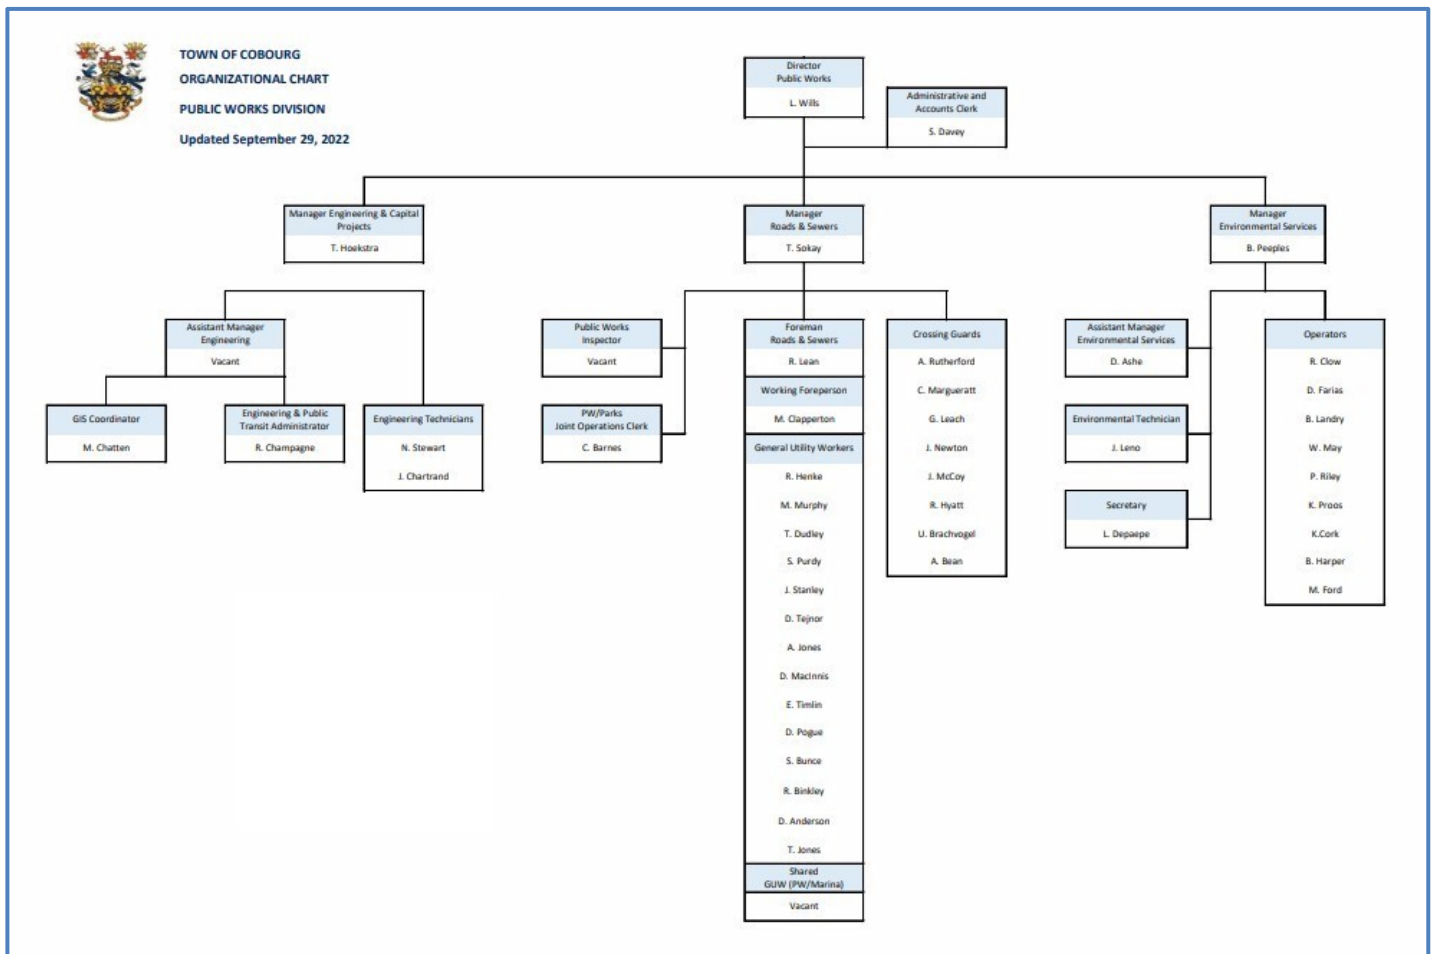 TOWN OF COBOURG
ORGANIZATIONAL CHART
PUBLIC WORKS DIVISION
Updated September 29, 2022
Director
Public Works
L. Wills
Administrative and
Accounts Clerk
S. Davey
Manager Engineering & Capital
Projects
T. Hoekstra
Manager
Roads & Sewers
T. Sokay
Manager
Environmental Services
B. Peeples
Assistant Manager
Engineering
Vacant
GIS Coordinator
M. Chatten
Engineering & Public
Transit Administrator
R. Champagne
Engineering Technicians
N. Stewart
J. Chartrand
Public Works
Inspector
Vacant
PW/Parks
Joint Operations Clerk
C. Barnes
Foreman
Roads & Sewers
R. Lean
Working Foreperson
M. Clapperton
General Utility Workers
R. Henke
M. Murphy
T. Dudley
S. Purdy
J. Stanley
D. Tejnor
A. Jones
D. MacInnis
E. Timlin
D. Pogue
S. Bunce
R. Binkley
D. Anderson
T. Jones
Shared
GUW (PW/Marina)
Vacant
Crossing Guards
A. Rutherford
C. Margueratt
G. Leach
J. Newton
J. McCoy
R. Hyatt
U. Brachvogel
A. Bean
Assistant Manager
Environmental Services
D. Ashe
Environmental Technician
J. Leno
Secretary
L. Depaepe
Operators
R. Clow
D. Farias
B. Landry
W. May
P. Riley
K. Proos
K.Cork
B. Harper
M. Ford